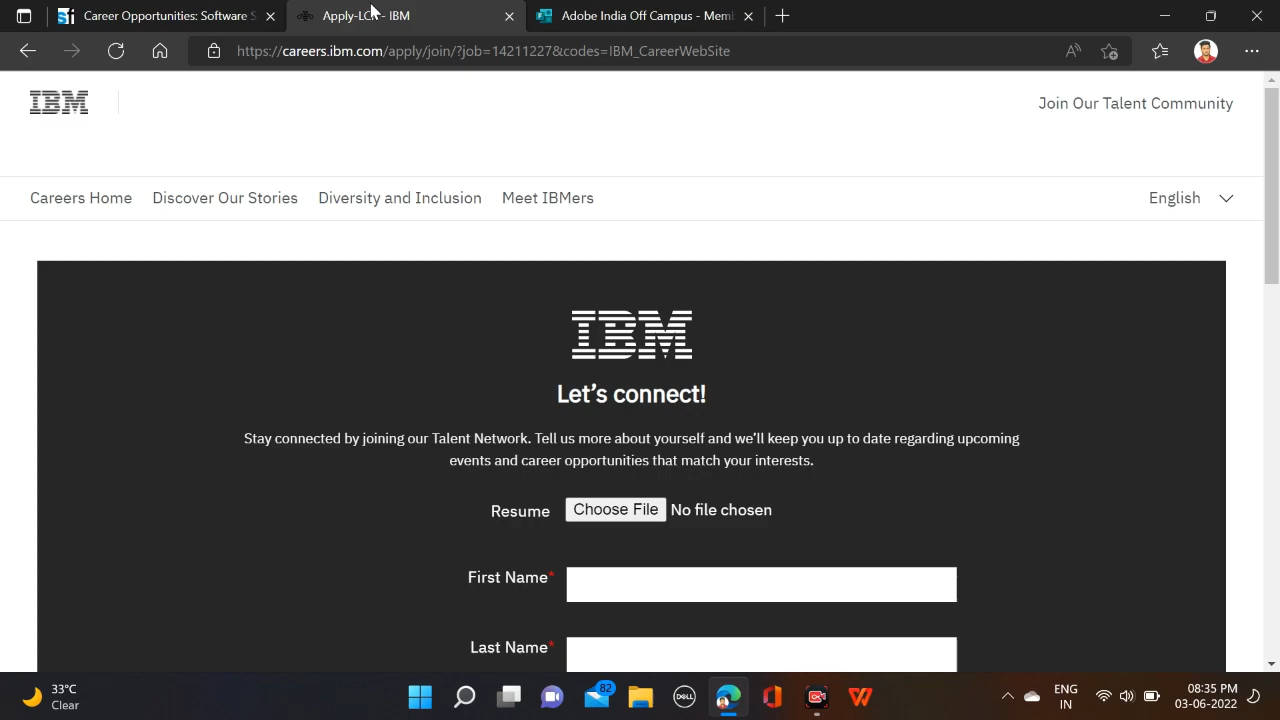 Career Opportunities: Software S
Apply-LC - IBM
Adobe India Off Campus - Mem
https://careers.ibm.com/apply/join/?job=14211227&codes=IBM_CareerWebSite
IBM
Join Our Talent Community
Careers Home
Discover Our Stories
Diversity and Inclusion
Meet IBMers
English
IBM
Let's connect!
Stay connected by joining our Talent Network. Tell us more about yourself and we'll keep you up to date regarding upcoming
events and career opportunities that match your interests.
Resume
Choose File No file chosen
First Name*
Last Name*
33°C
Clear
82
DELL
ENG
IN
08:35 PM
03-06-2022